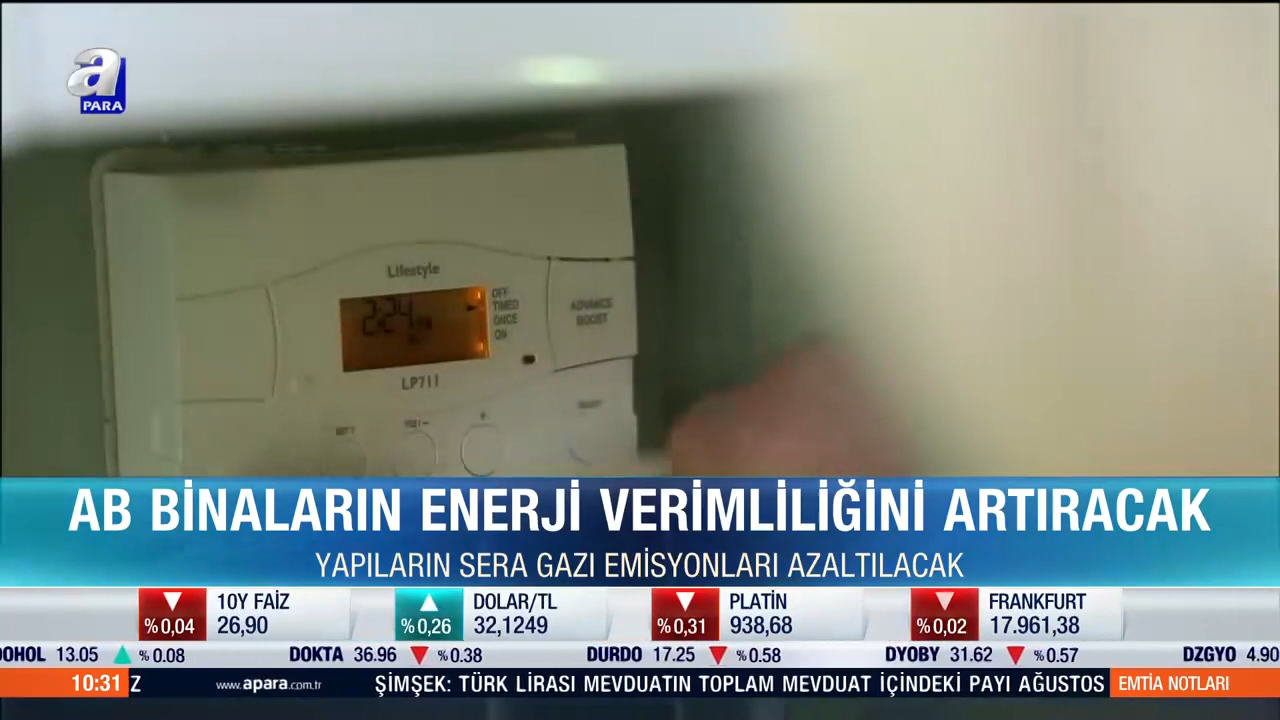 a
PARA
Lifestyle
2:24
OFF
TIMED
ONCE
ON
ADVANCE
BOOST
LP711
AB BİNALARIN ENERJİ VERİMLİLİĞİNİ ARTIRACAK
YAPILARIN SERA GAZI EMİSYONLARI AZALTILACAK
%0,04 10Y FAİZ 26,90
%0,26 DOLAR/TL 32,1249
%0,31 PLATİN 938,68
%0,02 FRANKFURT 17.961,38
DOHOL 13.05 %0.08 DOKTA 36.96 %0.38 DURDO 17.25 %0.58 DYOBY 31.62 %0.57 DZGYO 4.90
10:31 Z www.apara.com.tr ŞİMŞEK: TÜRK LİRASI MEVDUATIN TOPLAM MEVDUAT İÇİNDEKİ PAYI AĞUSTOS EMTİA NOTLARI